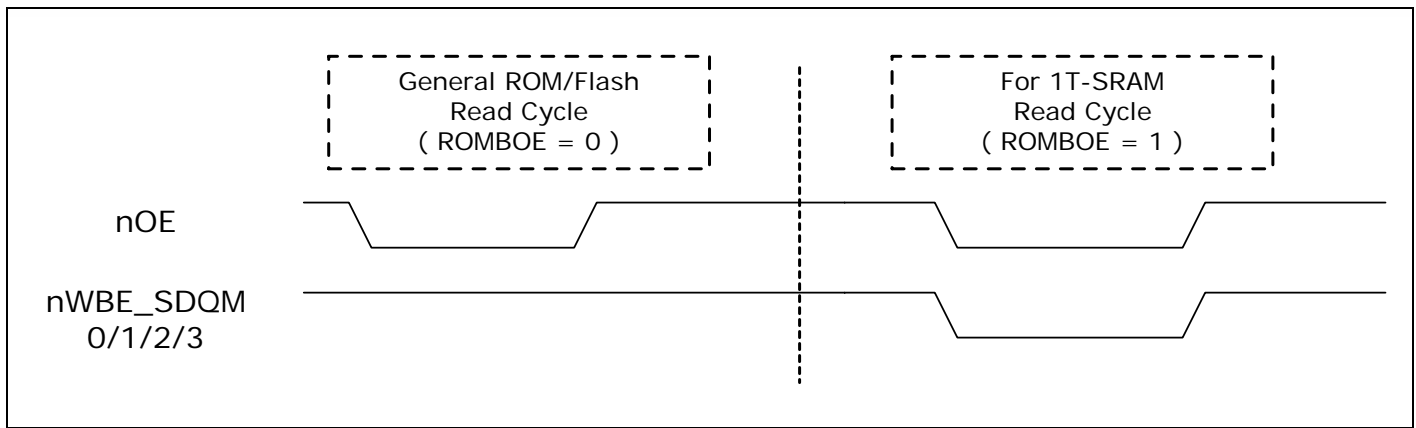 General ROM/Flash
Read Cycle
( ROMBOE = 0 )
For 1T-SRAM
Read Cycle
( ROMBOE = 1 )
nOE
nWBE_SDQM
0/1/2/3